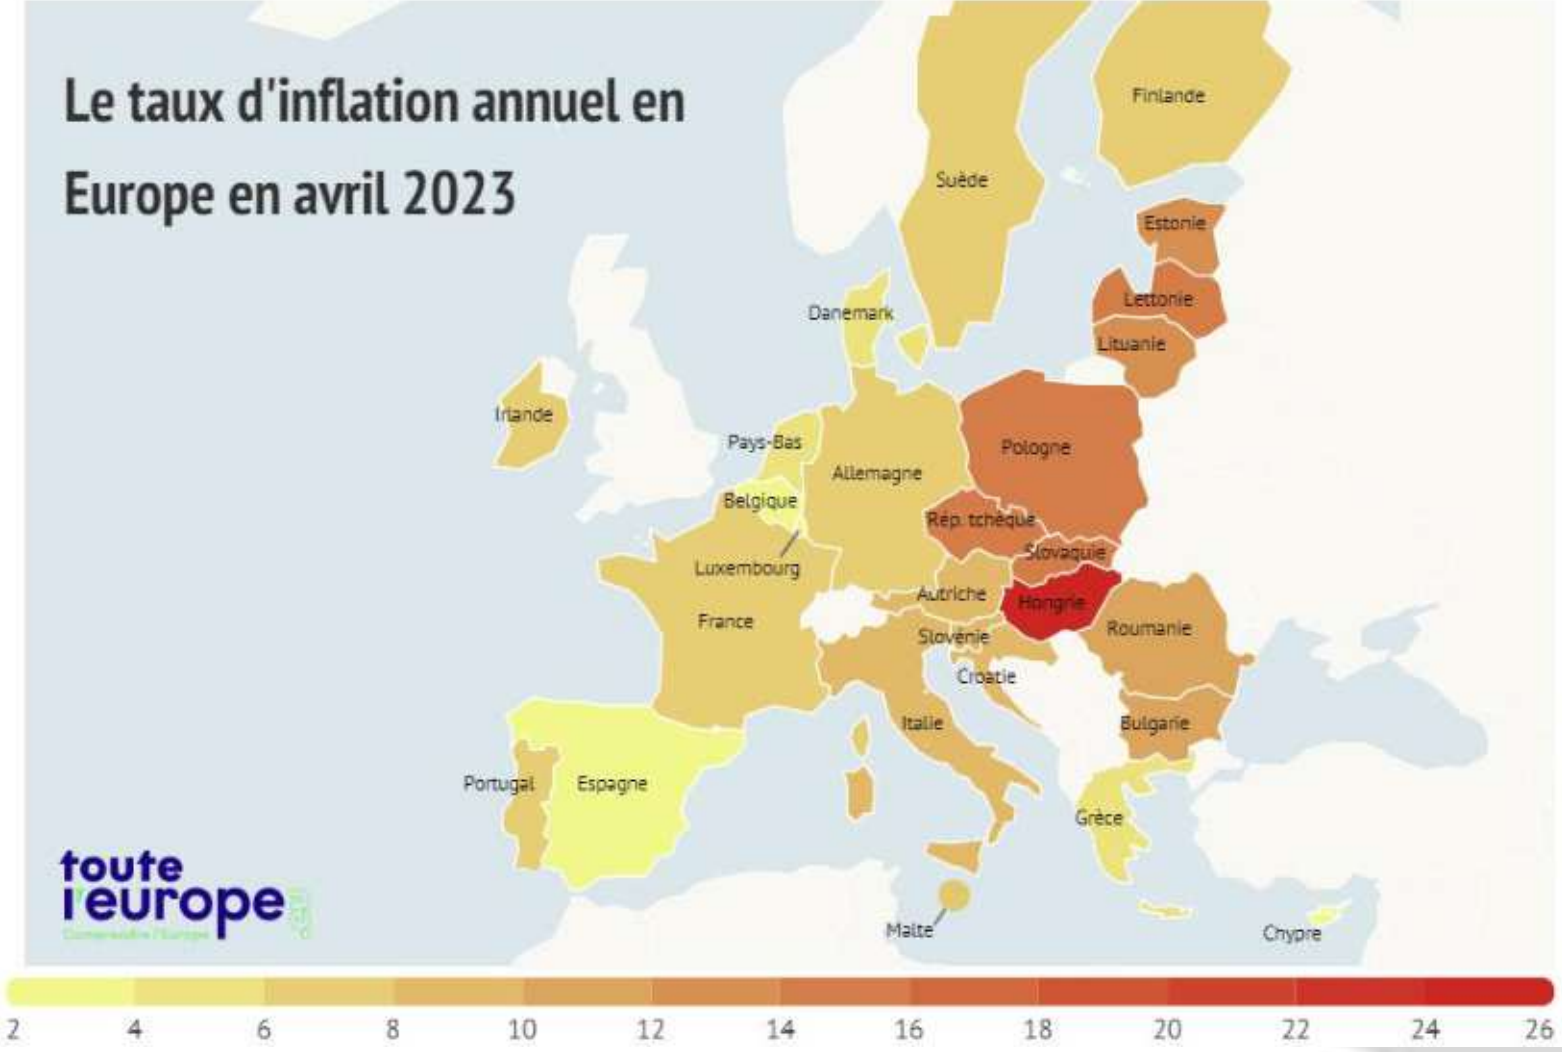 Le taux d'inflation annuel en
Europe en avril 2023
Finlande
Suède
Estonie
Lettonie
Lituanie
Danemark
Irlande
Pays-Bas
Pologne
Allemagne
Belgique
Rép. tchèque
Slovaquie
Luxembourg
Autriche
Hongrie
France
Roumanie
Slovénie
Croatie
Italie
Bulgarie
Portugal
Espagne
Grèce
toute
l'europe
Comprendre l'Europe
Malte
Chypre
2 4 6 8 10 12 14 16 18 20 22 24 26